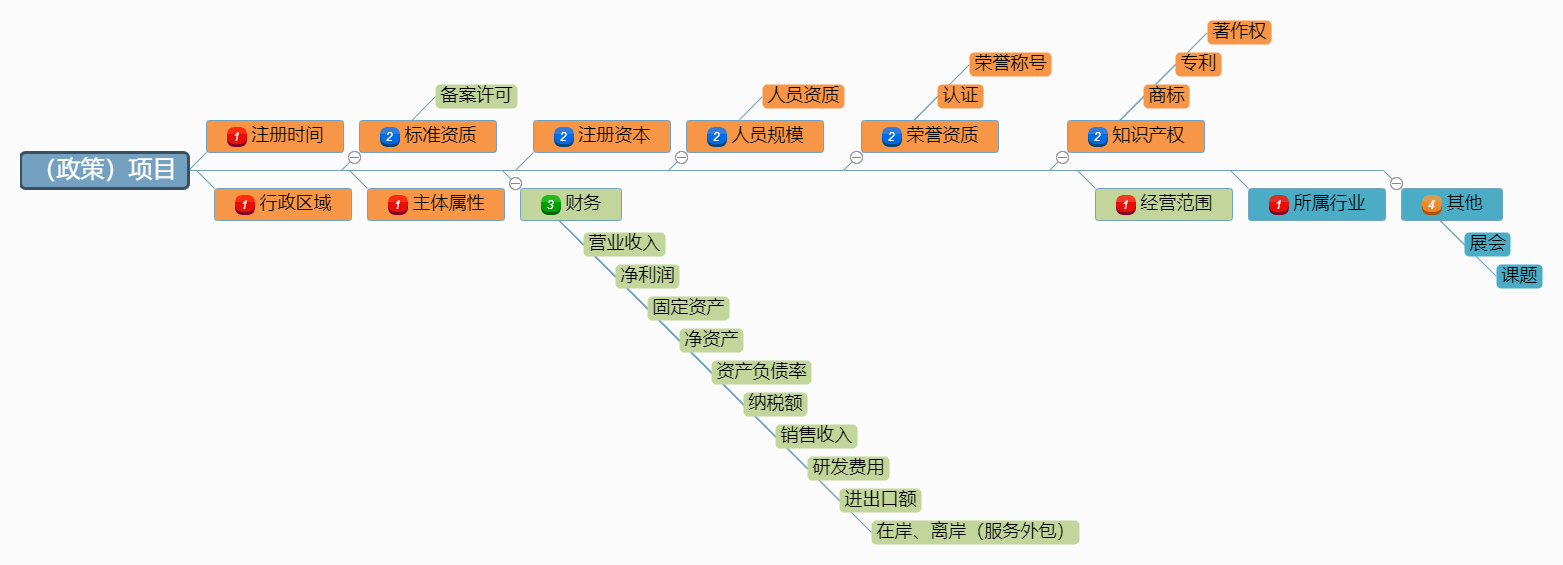 著作权
荣誉称号
专利
备案许可
人员资质
认证
商标
1 注册时间
2 标准资质
2 注册资本
2 人员规模
2 荣誉资质
2 知识产权
（政策）项目
1 行政区域
1 主体属性
3 财务
1 经营范围
1 所属行业
4 其他
营业收入
展会
净利润
课题
固定资产
净资产
资产负债率
纳税额
销售收入
研发费用
进出口额
在岸、离岸（服务外包）